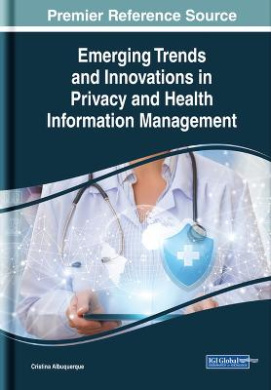 Premier Reference Source
Emerging Trends
and Innovations in
Privacy and Health
Information Management
Cristina Albuquerque
IGI Global